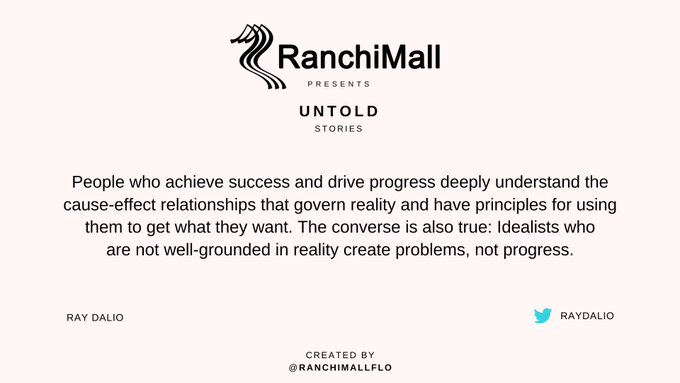 RanchiMall
PRESENTS
UNTOLD
STORIES
People who achieve success and drive progress deeply understand the
cause-effect relationships that govern reality and have principles for using
them to get what they want. The converse is also true: Idealists who
are not well-grounded in reality create problems, not progress.
RAY DALIO
RAYDALIO
CREATED BY
@RANCHIMALLFLO